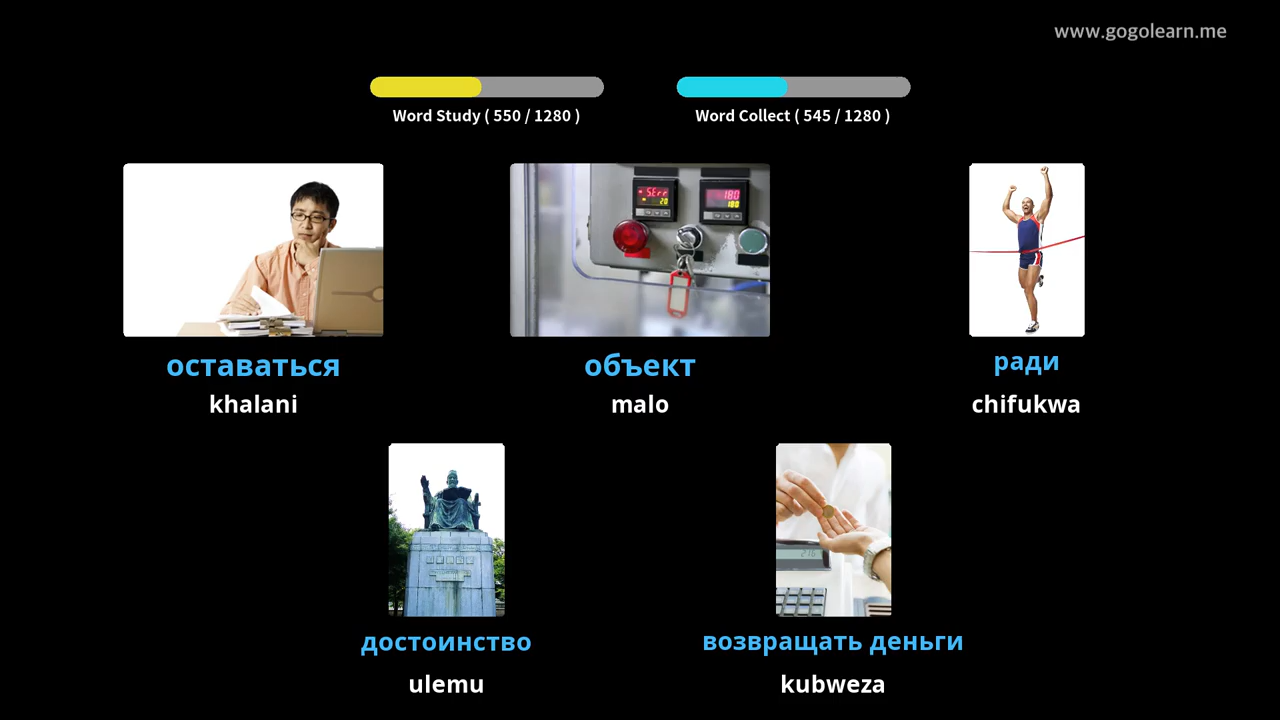 www.gogolearn.me
Word Study ( 550 / 1280 )
Word Collect ( 545 / 1280 )
оставаться
khalani
объект
malo
ради
chifukwa
достоинство
ulemu
возвращать деньги
kubweza